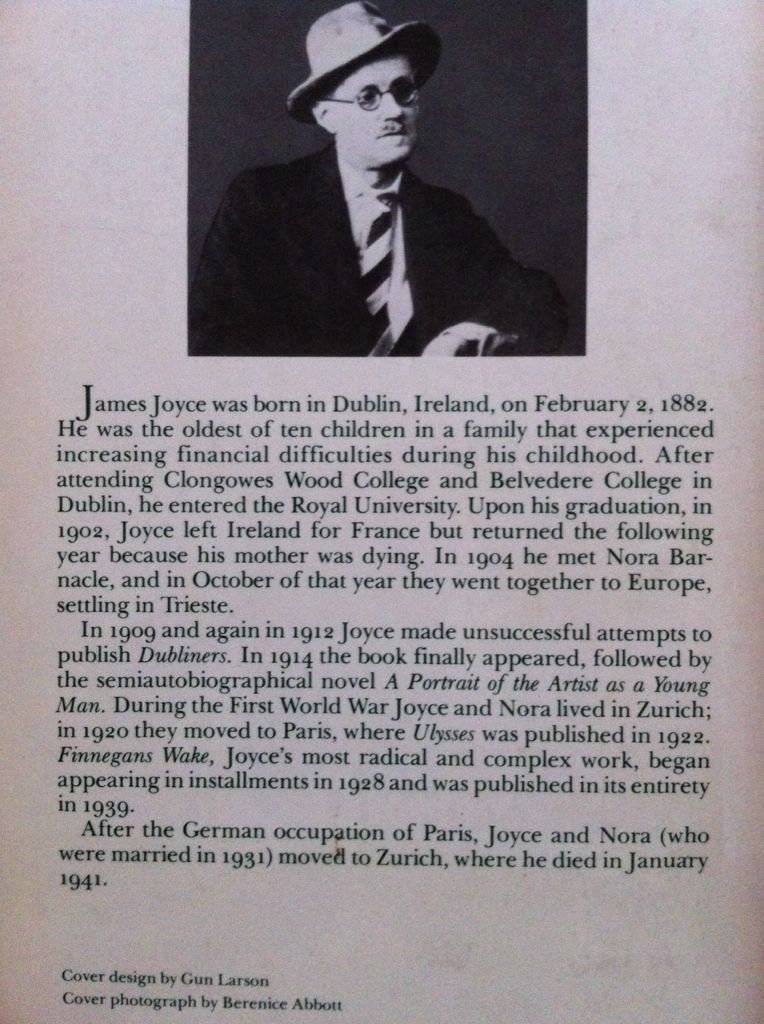 James Joyce was born in Dublin, Ireland, on February 2, 1882.
He was the oldest of ten children in a family that experienced
increasing financial difficulties during his childhood. After
attending Clongowes Wood College and Belvedere College in
Dublin, he entered the Royal University. Upon his graduation, in
1902, Joyce left Ireland for France but returned the following
year because his mother was dying. In 1904 he met Nora Bar-
nacle, and in October of that year they went together to Europe,
settling in Trieste.
In 1909 and again in 1912 Joyce made unsuccessful attempts to
publish Dubliners. In 1914 the book finally appeared, followed by
the semiautobiographical novel A Portrait of the Artist as a Young
Man. During the First World War Joyce and Nora lived in Zurich;
in 1920 they moved to Paris, where Ulysses was published in 1922.
Finnegans Wake, Joyce's most radical and complex work, began
appearing in installments in 1928 and was published in its entirety
in 1939.
After the German occupation of Paris, Joyce and Nora (who
were married in 1931) moved to Zurich, where he died in January
1941.
Cover design by Gun Larson
Cover photograph by Berenice Abbott